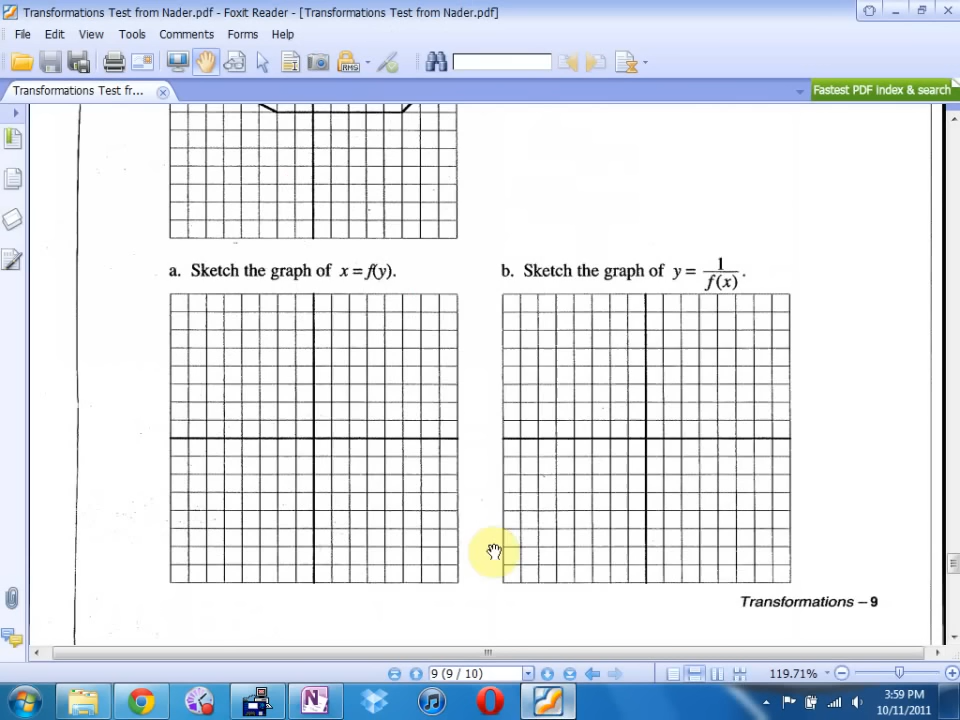 Transformations Test from Nader.pdf - Foxit Reader - [Transformations Test from Nader.pdf]
File Edit View Tools Comments Forms Help
RMS
Transformations Test fr...
Fastest PDF index & search
a. Sketch the graph of x = f(y).
b. Sketch the graph of y = 1/f(x).
Transformations – 9
9 (9 / 10)
119.71%
3:59 PM
10/11/2011